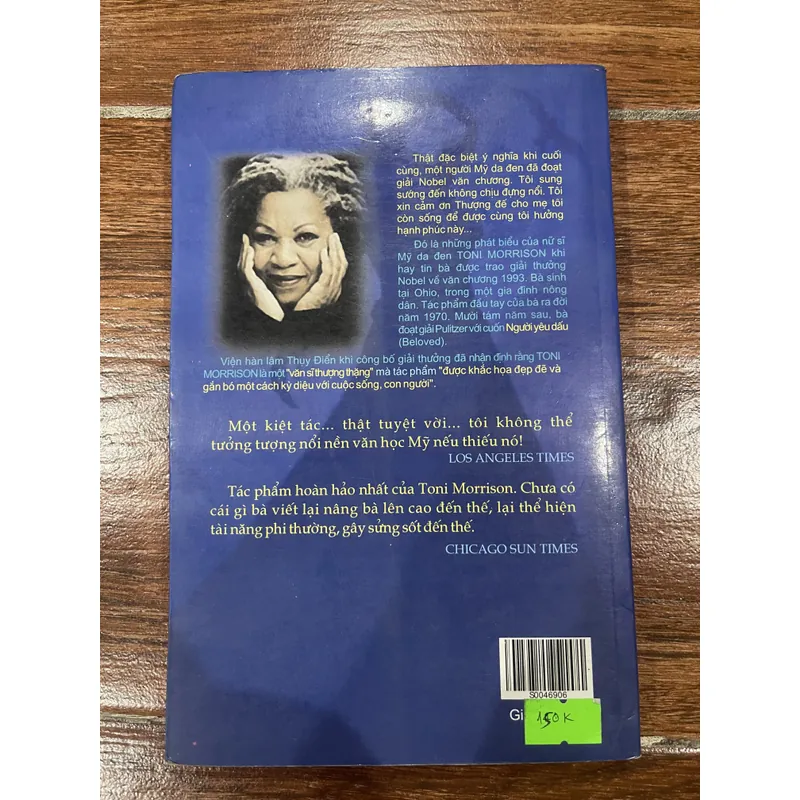 Thật đặc biệt ý nghĩa khi cuối
cùng, một người Mỹ da đen đã đoạt
giải Nobel văn chương. Tôi sung
sướng đến không chịu đựng nổi. Tôi
xin cảm ơn Thượng đế cho mẹ tôi
còn sống để được cùng tôi hưởng
hạnh phúc này...
Đó là những phát biểu của nữ sĩ
Mỹ da đen TONI MORRISON khi
hay tin bà được trao giải thưởng
Nobel về văn chương 1993. Bà sinh
tại Ohio, trong một gia đình nông
dân. Tác phẩm đầu tay của bà ra đời
năm 1970. Mười tám năm sau, bà
đoạt giải Pulitzer với cuốn Người yêu dấu
(Beloved).
Viện hàn lâm Thụy Điển khi công bố giải thưởng đã nhận định rằng TONI
MORRISON là một "văn sĩ thượng thặng" mà tác phẩm "được khắc họa đẹp đẽ và
gắn bó một cách kỳ diệu với cuộc sống, con người".
Một kiệt tác... thật tuyệt vời... tôi không thể
tưởng tượng nổi nền văn học Mỹ nếu thiếu nó!
LOS ANGELES TIMES
Tác phẩm hoàn hảo nhất của Toni Morrison. Chưa có
cái gì bà viết lại nâng bà lên cao đến thế, lại thể hiện
tài năng phi thường, gây sửng sốt đến thế.
CHICAGO SUN TIMES
S0046906
Gi
150K